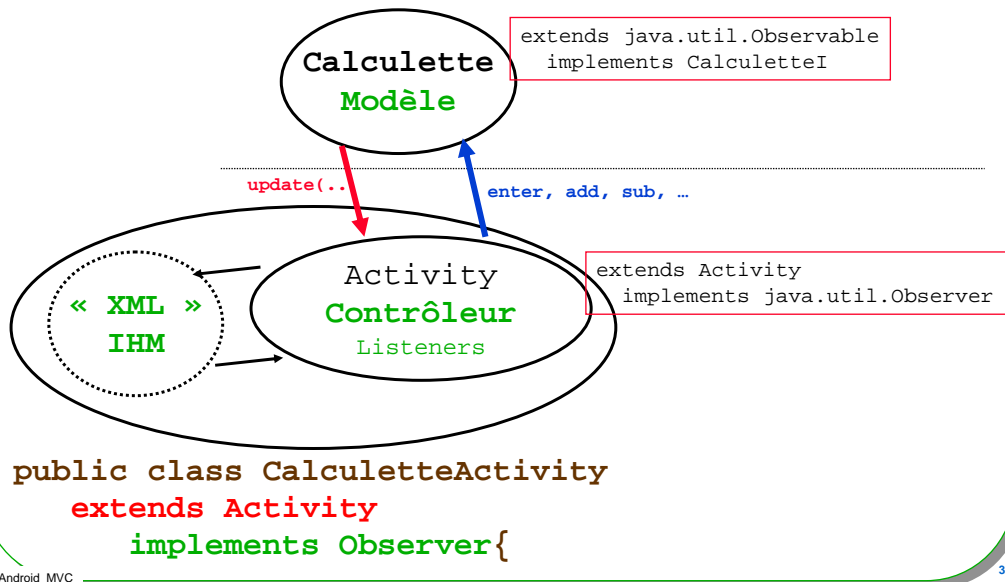 Calculette
Modèle
extends java.util.Observable
implements CalculetteI
update(..
enter, add, sub, …
Activity
Contrôleur
Listeners
« XML »
IHM
extends Activity
implements java.util.Observer
public class CalculetteActivity
extends Activity
implements Observer{
Android MVC